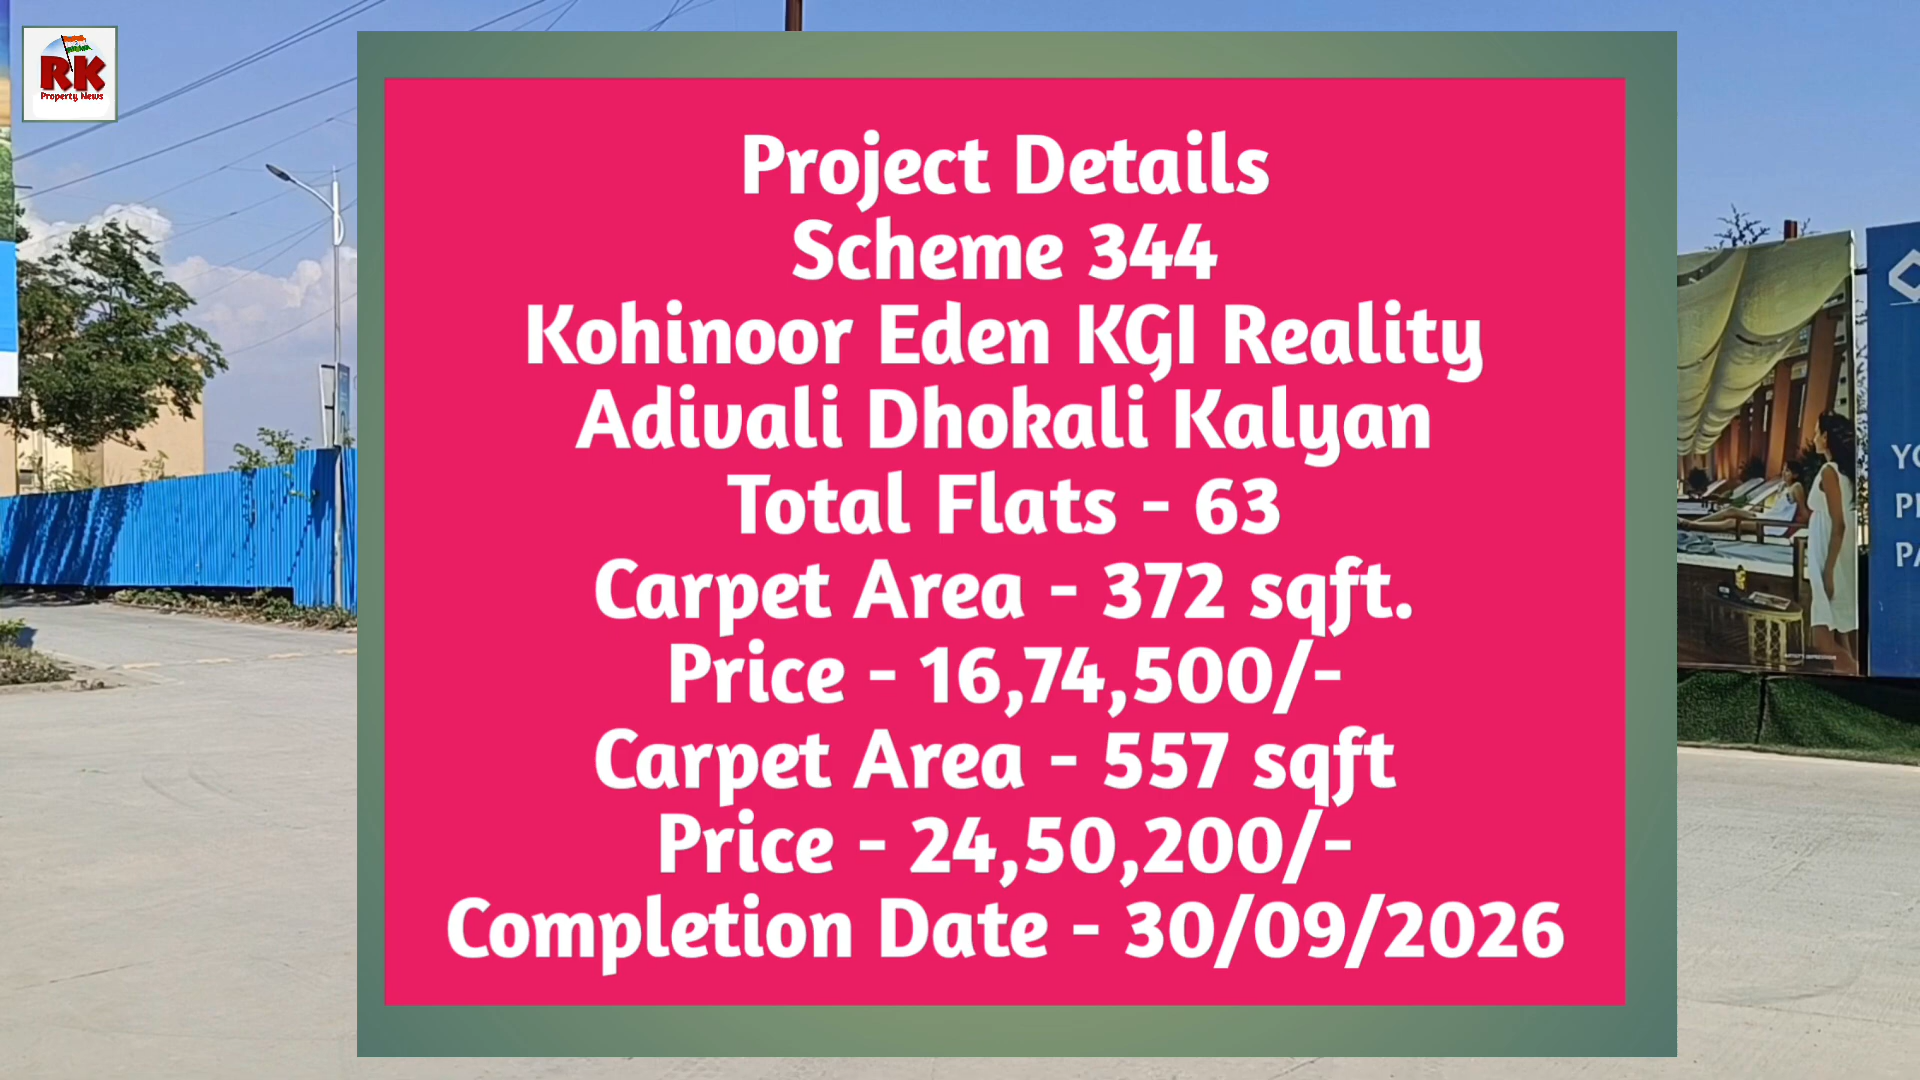 RK
Property News
Project Details
Scheme 344
Kohinoor Eden KGI Reality
Adivali Dhokali Kalyan
Total Flats - 63
Carpet Area - 372 sqft.
Price - 16,74,500/-
Carpet Area - 557 sqft
Price - 24,50,200/-
Completion Date - 30/09/2026